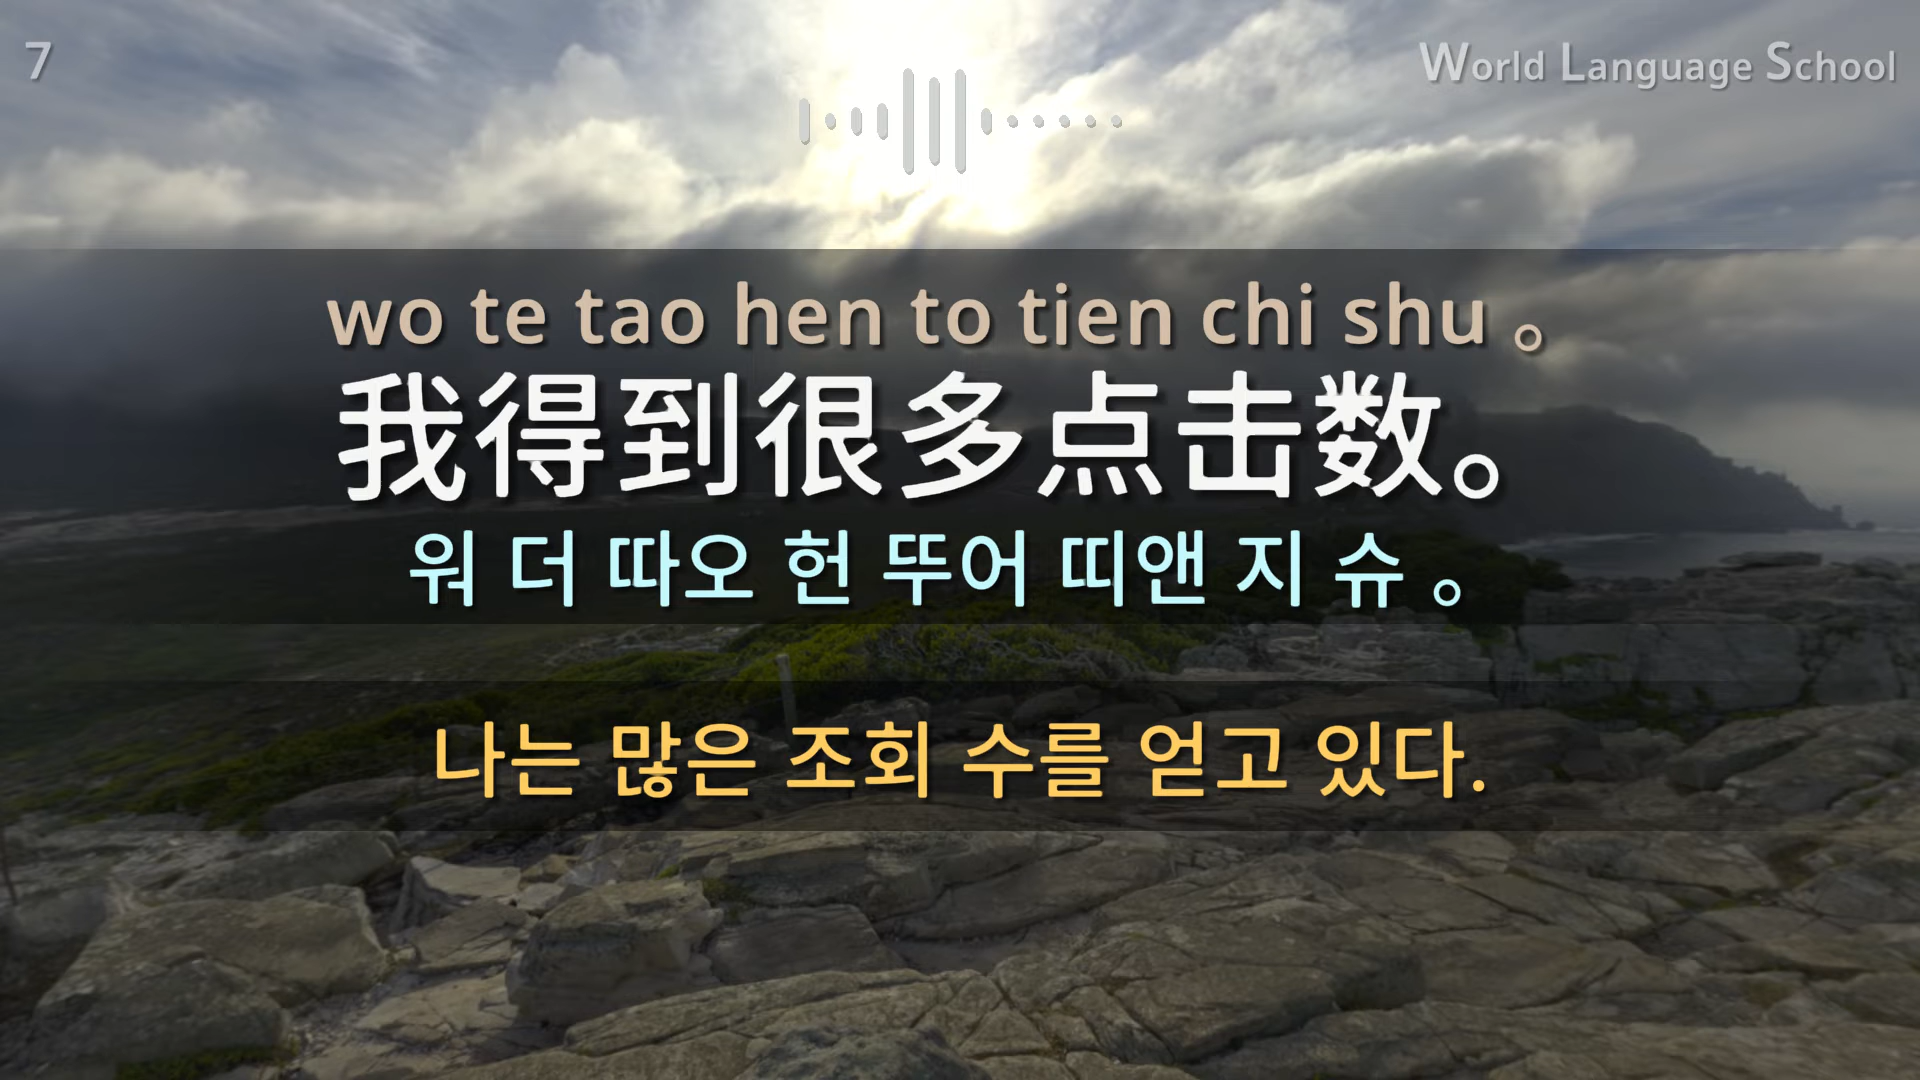 7
World Language School
wo te tao hen to tien chi shu 。
我得到很多点击数。
워 더 따오 헌 뚜어 띠앤 지 슈 。
나는 많은 조회 수를 얻고 있다.